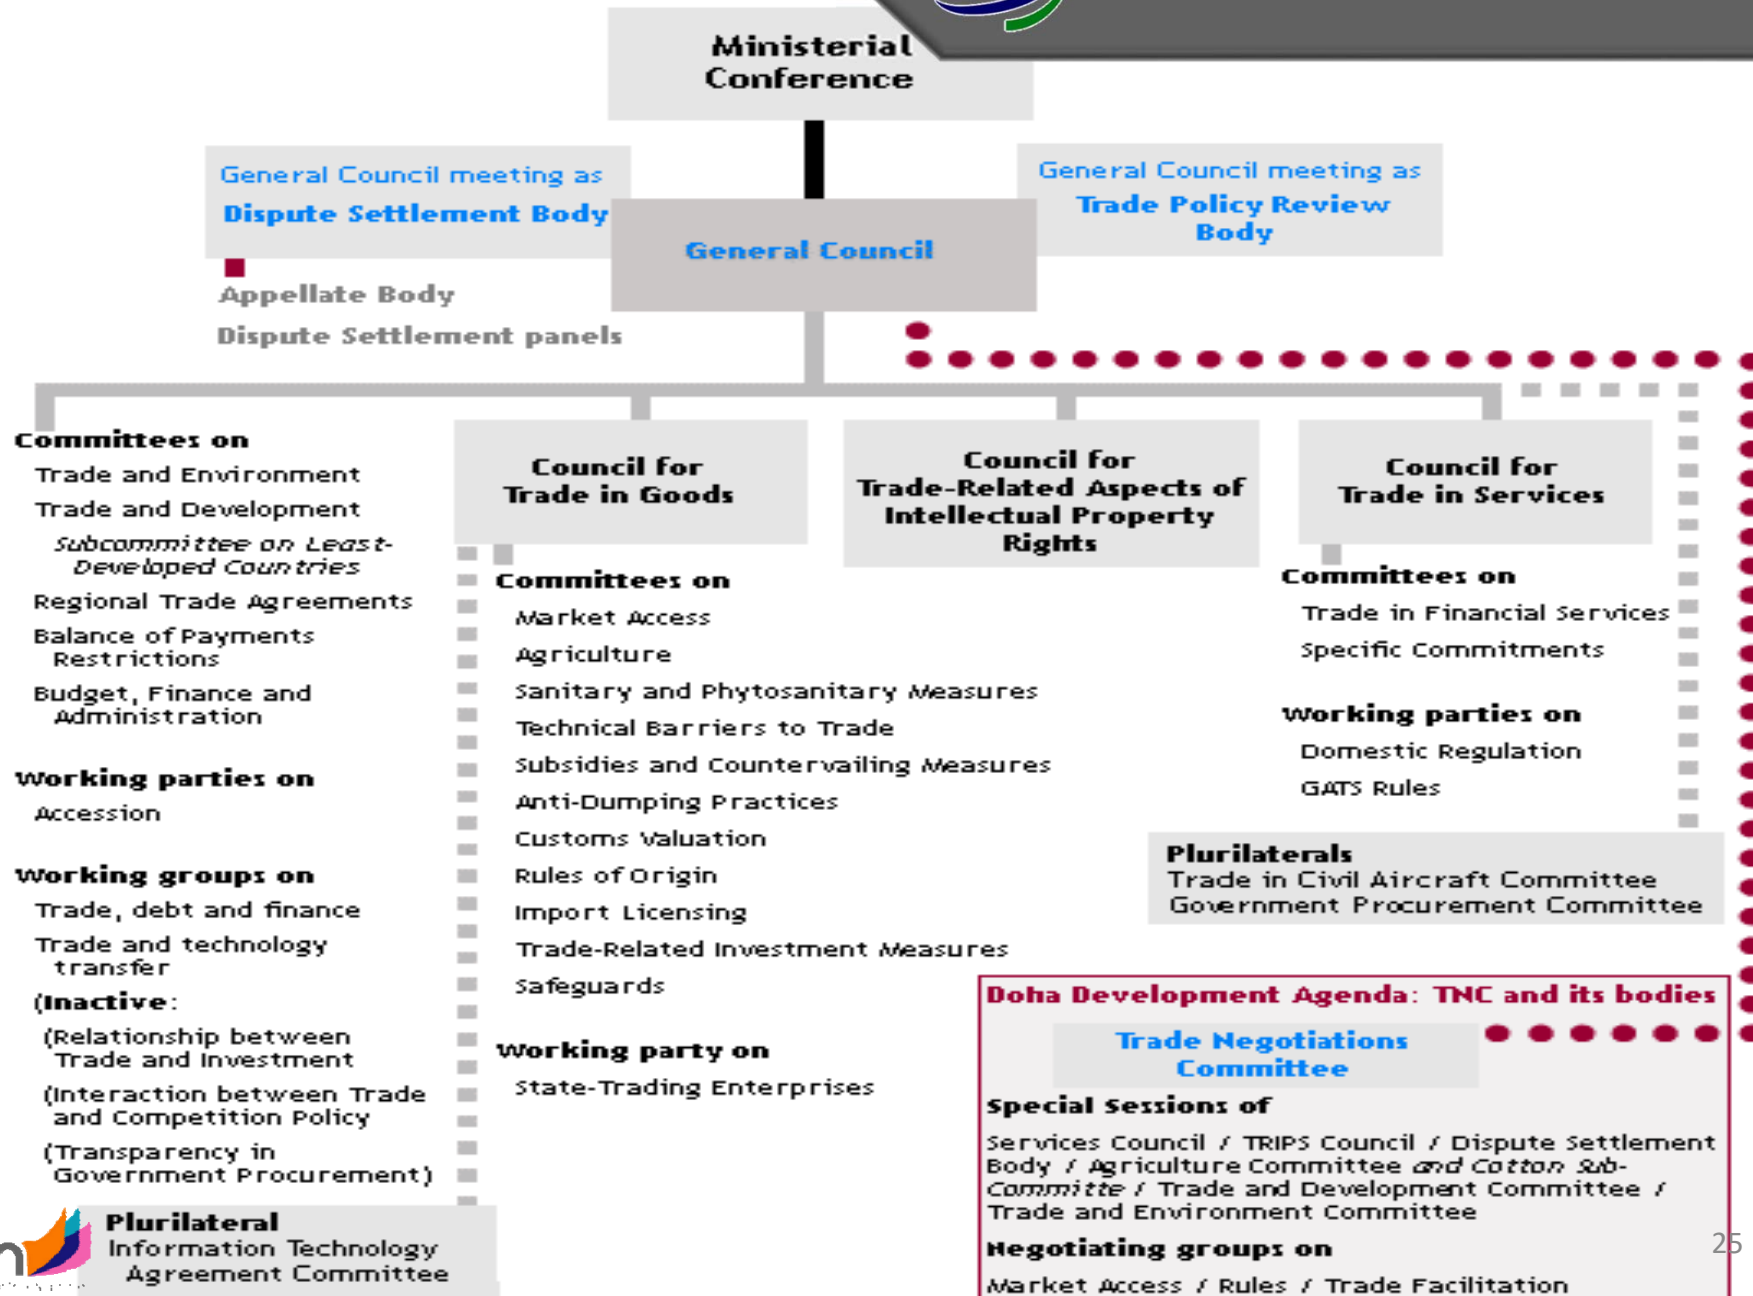 Ministerial
Conference
General Council meeting as
Dispute Settlement Body
General Council meeting as
Trade Policy Review
Body
General Council
Appellate Body
Dispute Settlement panels
Committees on
Trade and Environment
Trade and Development
Subcommittee on Least-
Developed Countries
Regional Trade Agreements
Balance of Payments
Restrictions
Budget, Finance and
Administration
Working parties on
Accession
Working groups on
Trade, debt and finance
Trade and technology
transfer
(Inactive:
(Relationship between
Trade and Investment
(Interaction between Trade
and Competition Policy
(Transparency in
Government Procurement)
Plurilateral
Information Technology
Agreement Committee
Council for
Trade in Goods
Committees on
Market Access
Agriculture
Sanitary and Phytosanitary Measures
Technical Barriers to Trade
Subsidies and Countervailing Measures
Anti-Dumping Practices
Customs Valuation
Rules of Origin
Import Licensing
Trade-Related Investment Measures
Safeguards
Working party on
State-Trading Enterprises
Council for
Trade-Related Aspects of
Intellectual Property
Rights
Council for
Trade in Services
Committees on
Trade in Financial Services
Specific Commitments
Working parties on
Domestic Regulation
GATS Rules
Plurilaterals
Trade in Civil Aircraft Committee
Government Procurement Committee
Doha Development Agenda: TNC and its bodies
Trade Negotiations
Committee
Special Sessions of
Services Council / TRIPS Council / Dispute Settlement
Body / Agriculture Committee and Cotton Sub-
Committe / Trade and Development Committee /
Trade and Environment Committee
Negotiating groups on
Market Access / Rules / Trade Facilitation
25